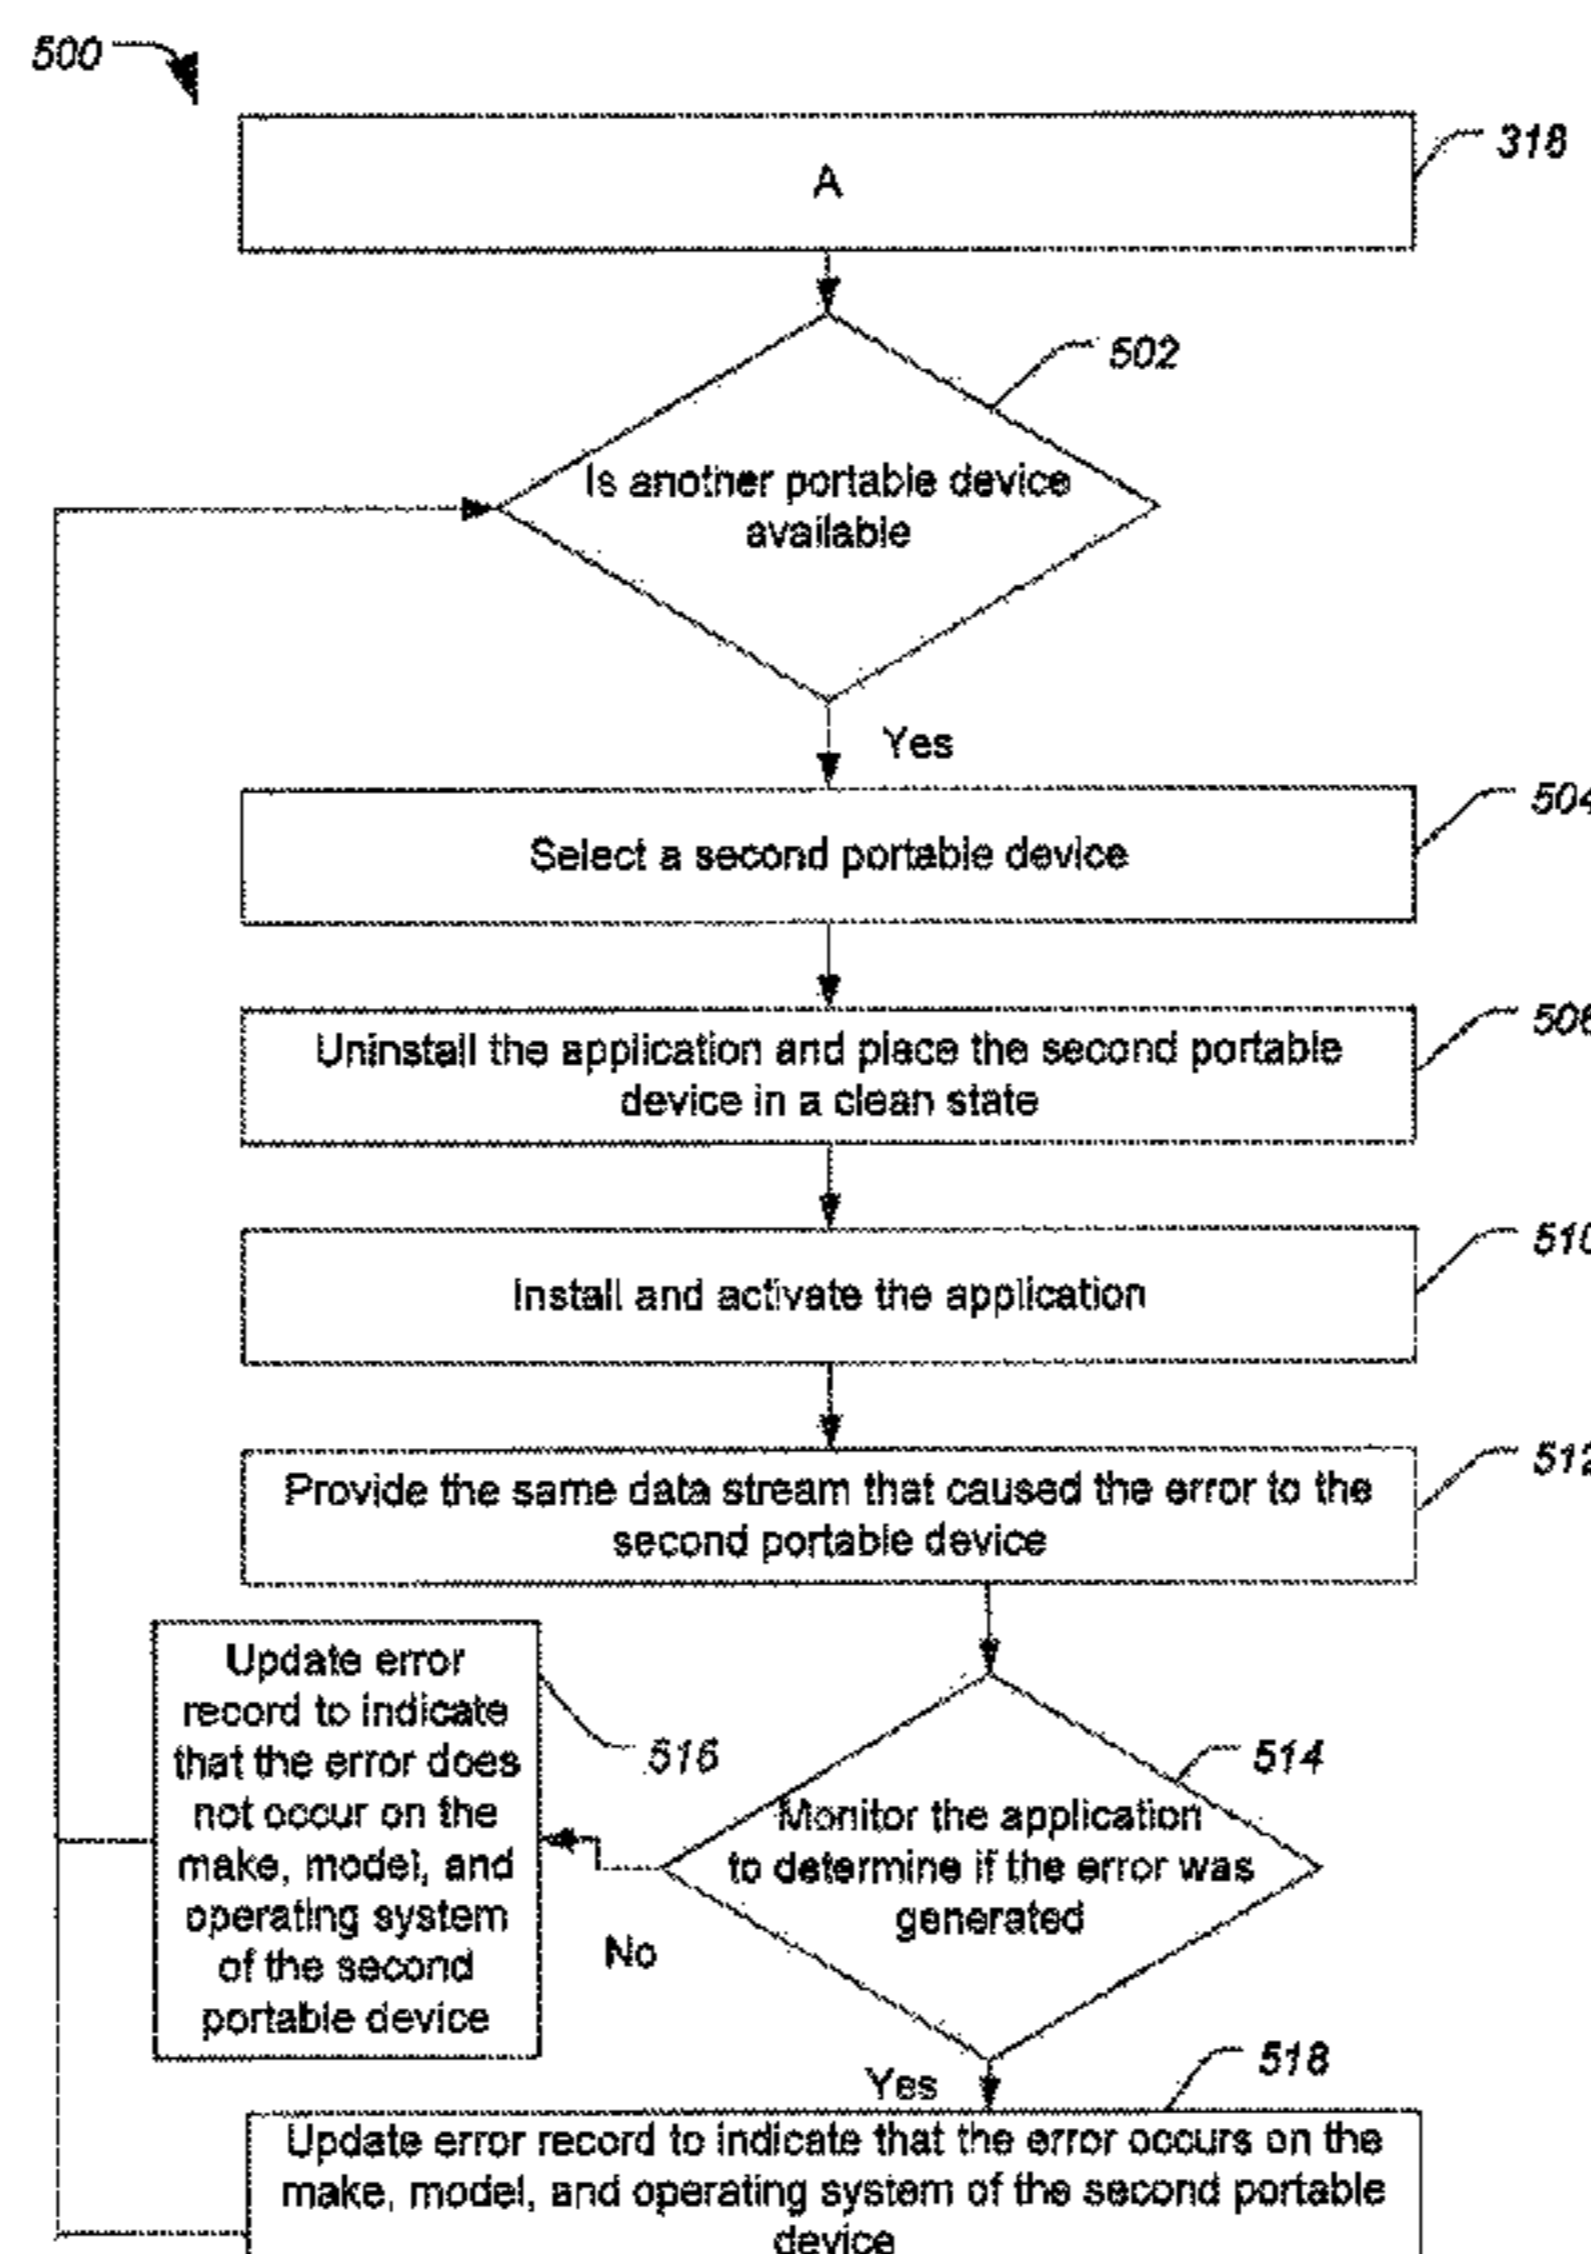 500
A
318
502
Is another portable device
available
Yes
Select a second portable device
504
Uninstall the application and place the second portable
device in a clean state
506
Install and activate the application
510
Provide the same data stream that caused the error to the
second portable device
512
Update error
record to indicate
that the error does
not occur on the
make, model, and
operating system
of the second
portable device
516
Monitor the application
to determine if the error was
generated
514
No
Yes
518
Update error record to indicate that the error occurs on the
make, model, and operating system of the second portable
device